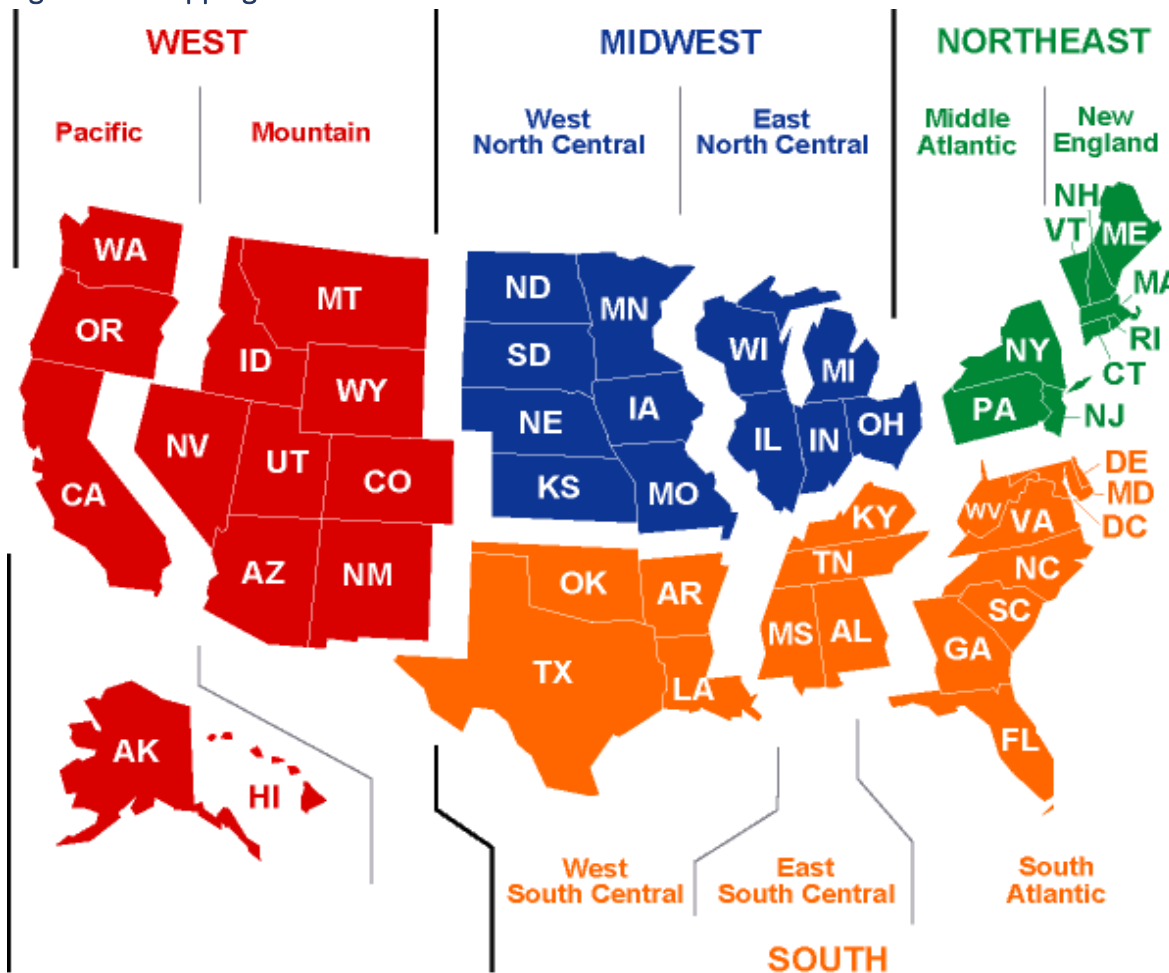 WEST
MIDWEST
NORTHEAST
Pacific
Mountain
West
North Central
East
North Central
Middle
Atlantic
New
England
WA
OR
CA
NV
ID
MT
WY
UT
CO
AZ
NM
AK
HI
ND
SD
NE
KS
MN
IA
MO
WI
MI
IL
IN
OH
NH
VT
ME
MA
RI
CT
NY
PA
NJ
DE
MD
DC
WV
VA
KY
TN
NC
SC
OK
AR
TX
LA
MS
AL
GA
FL
West
South Central
East
South Central
South
Atlantic
SOUTH